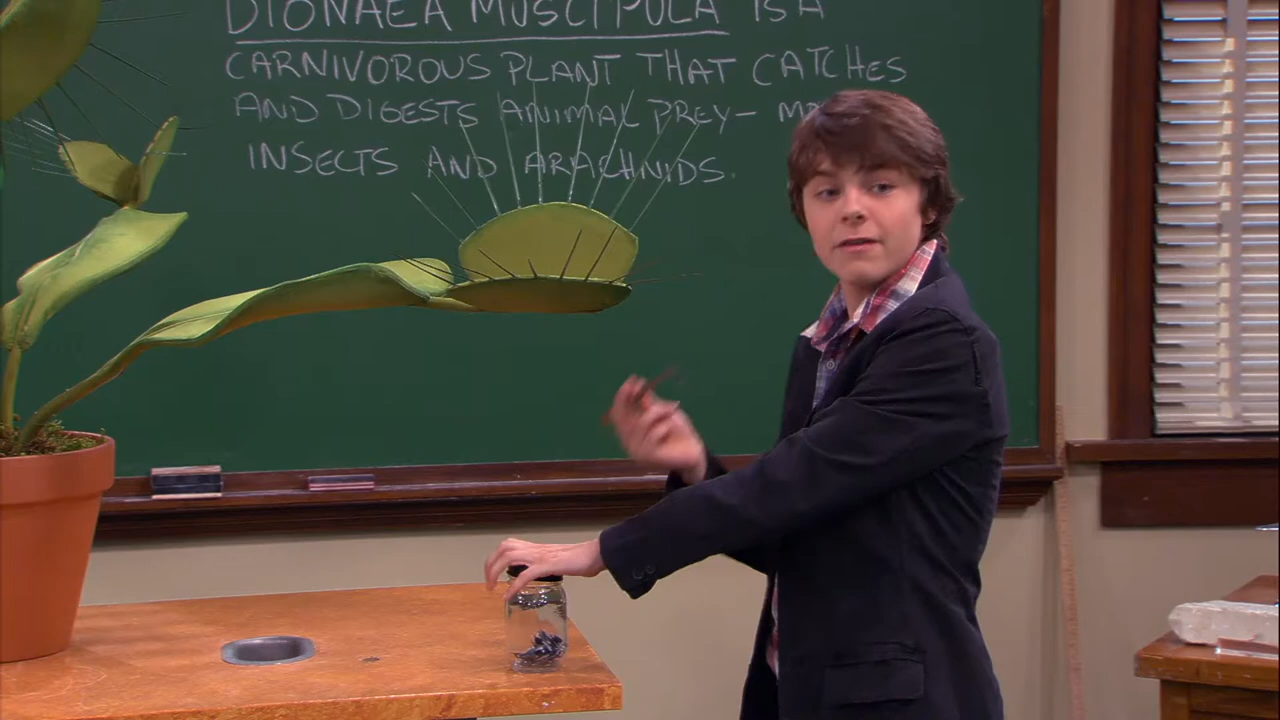 DIONAEA MUSCIPULA IS A
CARNIVOROUS PLANT THAT CATCHES
AND DIGESTS ANIMAL PREY-
INSECTS AND ARACHNIDS.